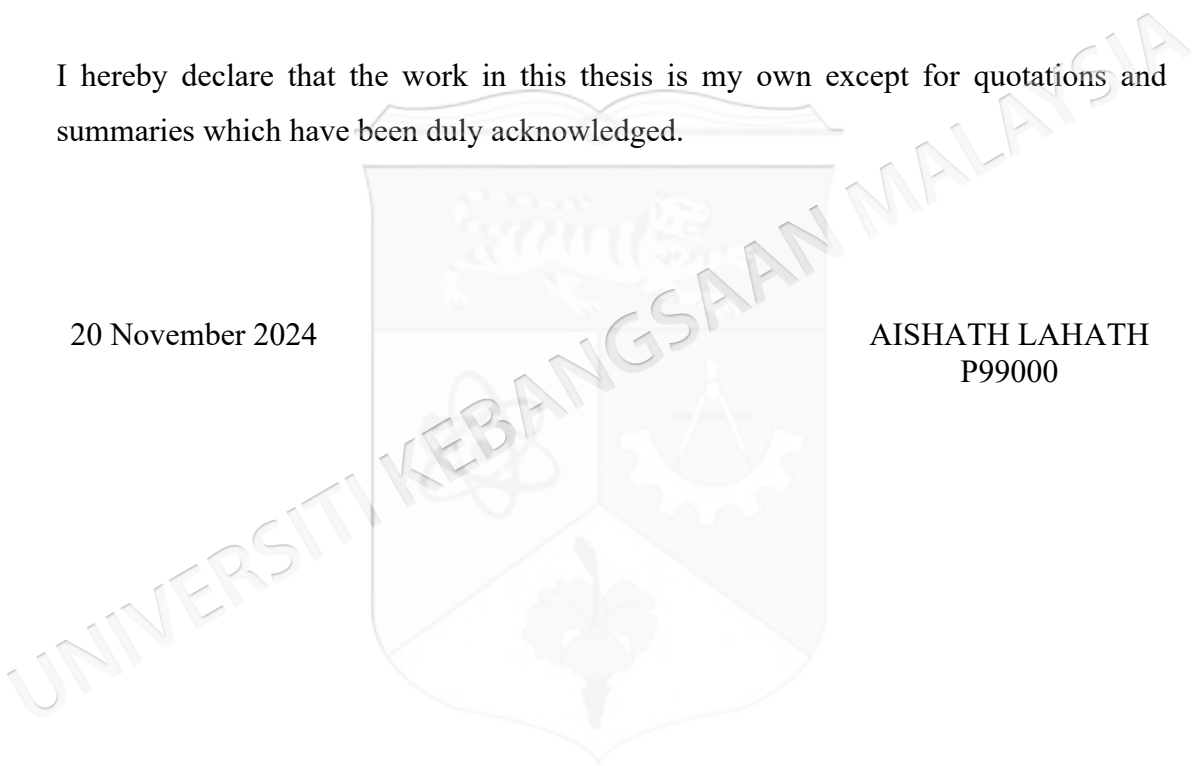 I hereby declare that the work in this thesis is my own except for quotations and
summaries which have been duly acknowledged.
20 November 2024
AISHATH LAHATH
P99000
UNIVERSITI KEBANGSAAN MALAYSIA